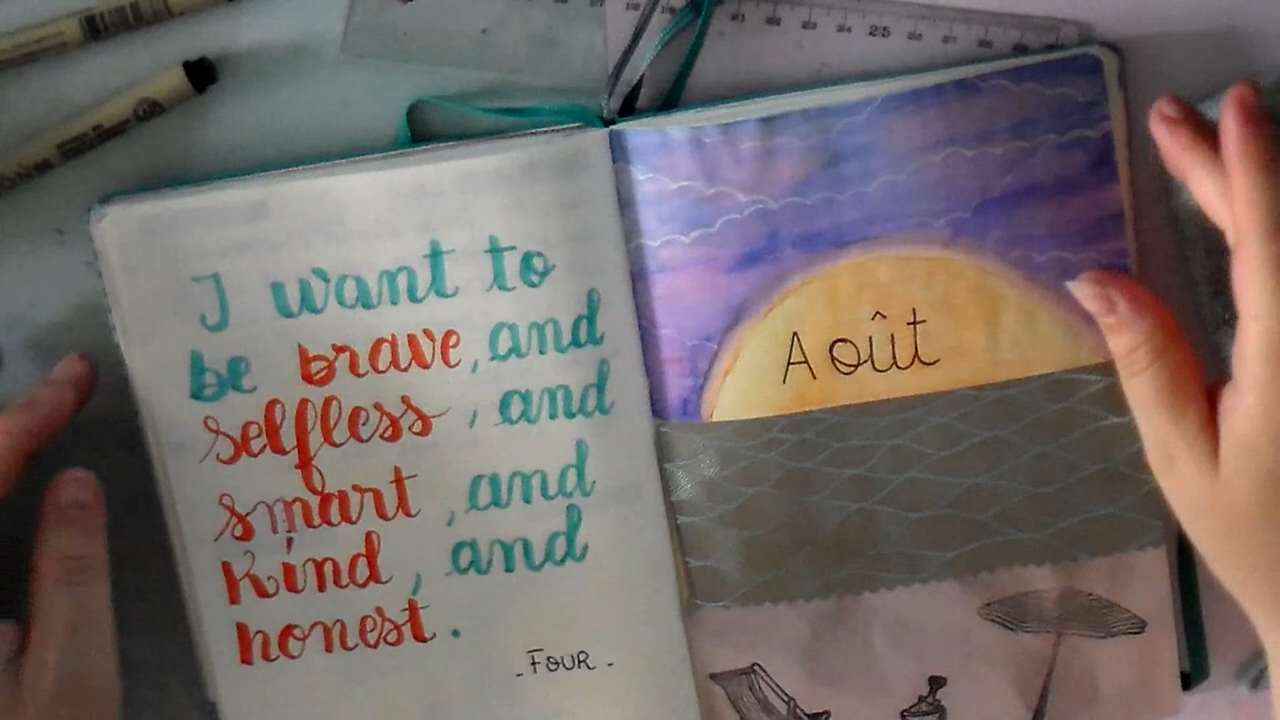 I want to
be brave, and
selfless, and
smart, and
kind, and
honest.
- FOUR -
Août